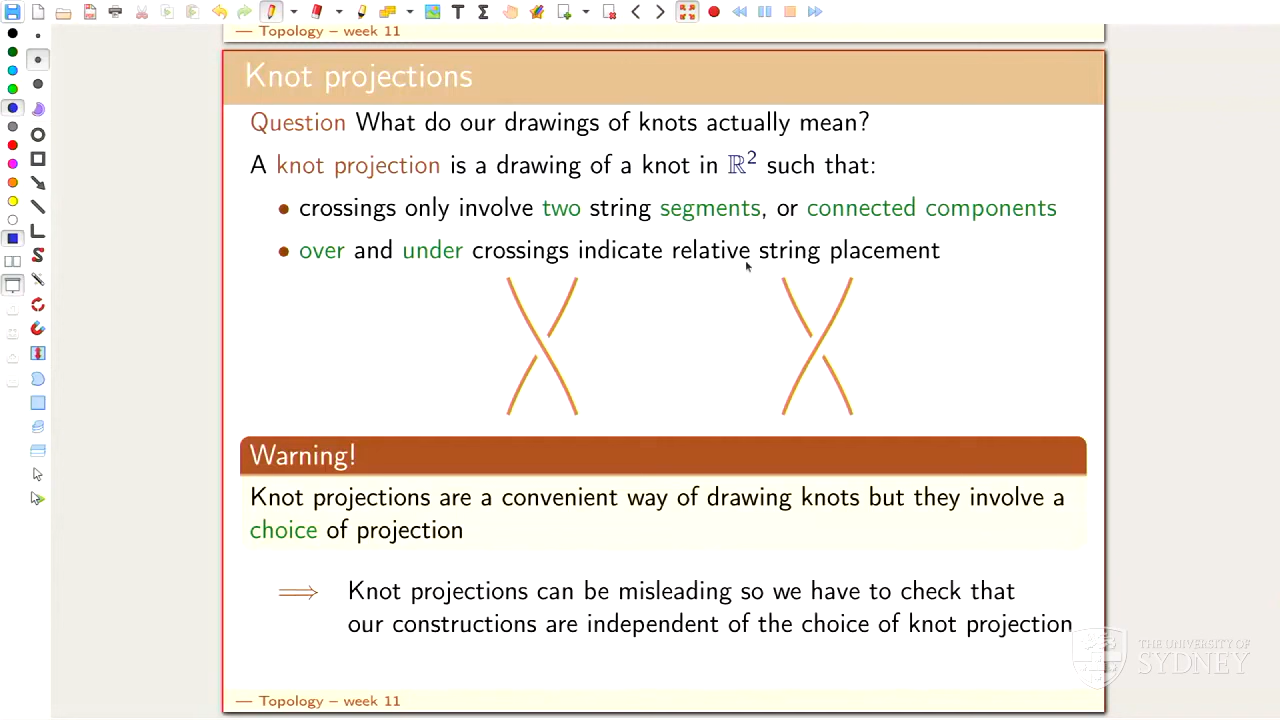 — Topology – week 11
Knot projections
Question What do our drawings of knots actually mean?
A knot projection is a drawing of a knot in ℝ² such that:
• crossings only involve two string segments, or connected components
• over and under crossings indicate relative string placement
Warning!
Knot projections are a convenient way of drawing knots but they involve a
choice of projection
⟹ Knot projections can be misleading so we have to check that
our constructions are independent of the choice of knot projection
THE UNIVERSITY OF
SYDNEY
— Topology – week 11